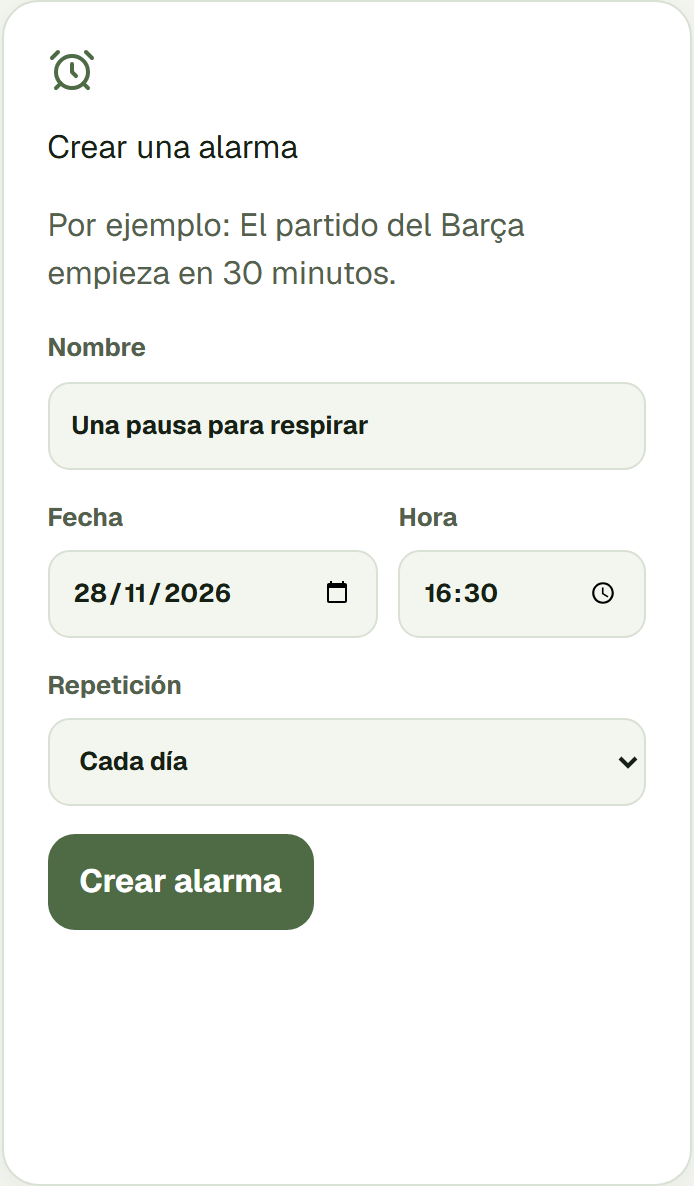 Crear una alarma
Por ejemplo: El partido del Barça
empieza en 30 minutos.
Nombre
Una pausa para respirar
Fecha
Hora
28/11/2026
16:30
Repetición
Cada día
Crear alarma